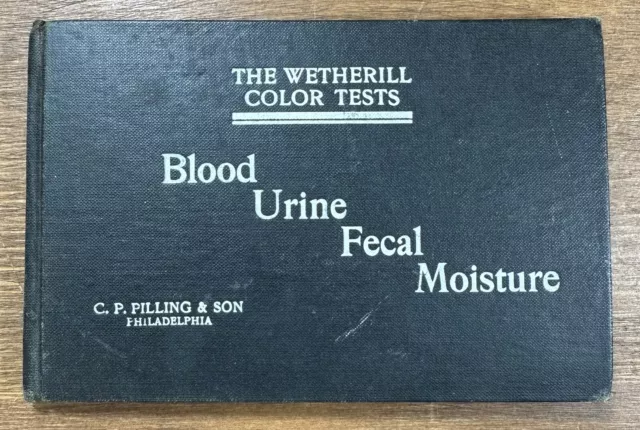 THE WETHERILL
COLOR TESTS
Blood
Urine
Fecal
Moisture
C. P. PILLING & SON
PHILADELPHIA